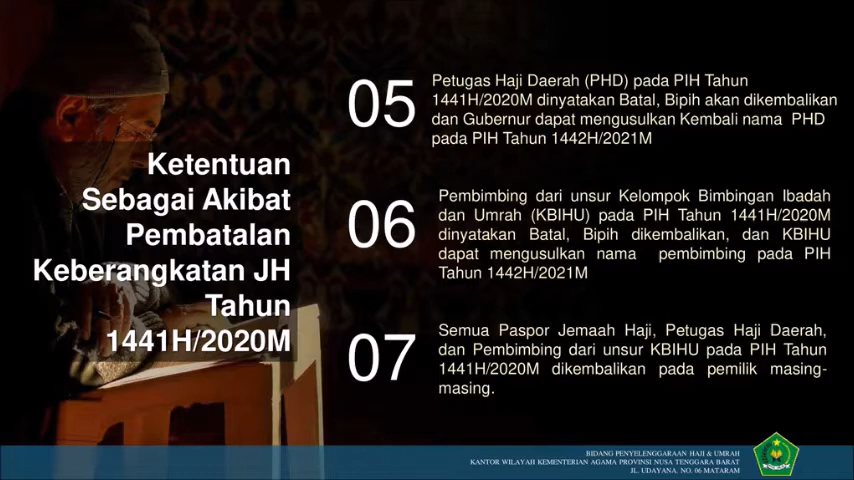 Ketentuan
Sebagai Akibat
Pembatalan
Keberangkatan JH
Tahun
1441H/2020M
05
Petugas Haji Daerah (PHD) pada PIH Tahun
1441H/2020M dinyatakan Batal, Bipih akan dikembalikan
dan Gubernur dapat mengusulkan Kembali nama PHD
pada PIH Tahun 1442H/2021M
06
Pembimbing dari unsur Kelompok Bimbingan Ibadah
dan Umrah (KBIHU) pada PIH Tahun 1441H/2020M
dinyatakan Batal, Bipih dikembalikan, dan KBIHU
dapat mengusulkan nama pembimbing pada PIH
Tahun 1442H/2021M
07
Semua Paspor Jemaah Haji, Petugas Haji Daerah,
dan Pembimbing dari unsur KBIHU pada PIH Tahun
1441H/2020M dikembalikan pada pemilik masing-
masing.
BIDANG PENYELENGGARAAN HAJI & UMRAH
KANTOR WILAYAH KEMENTERIAN AGAMA PROVINSI NUSA TENGGARA BARAT
JL. UDAYANA. NO. 06 MATARAM